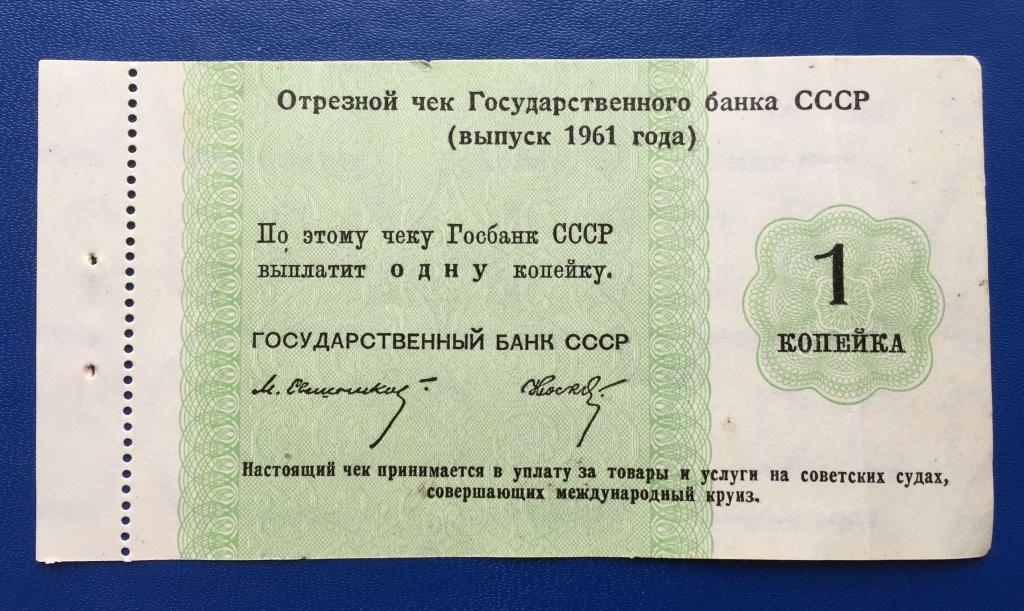 Отрезной чек Государственного банка СССР
(выпуск 1961 года)
По этому чеку Госбанк СССР
выплатит одну копейку.
1
КОПЕЙКА
ГОСУДАРСТВЕННЫЙ БАНК СССР
Настоящий чек принимается в уплату за товары и услуги на советских судах,
совершающих международный круиз.